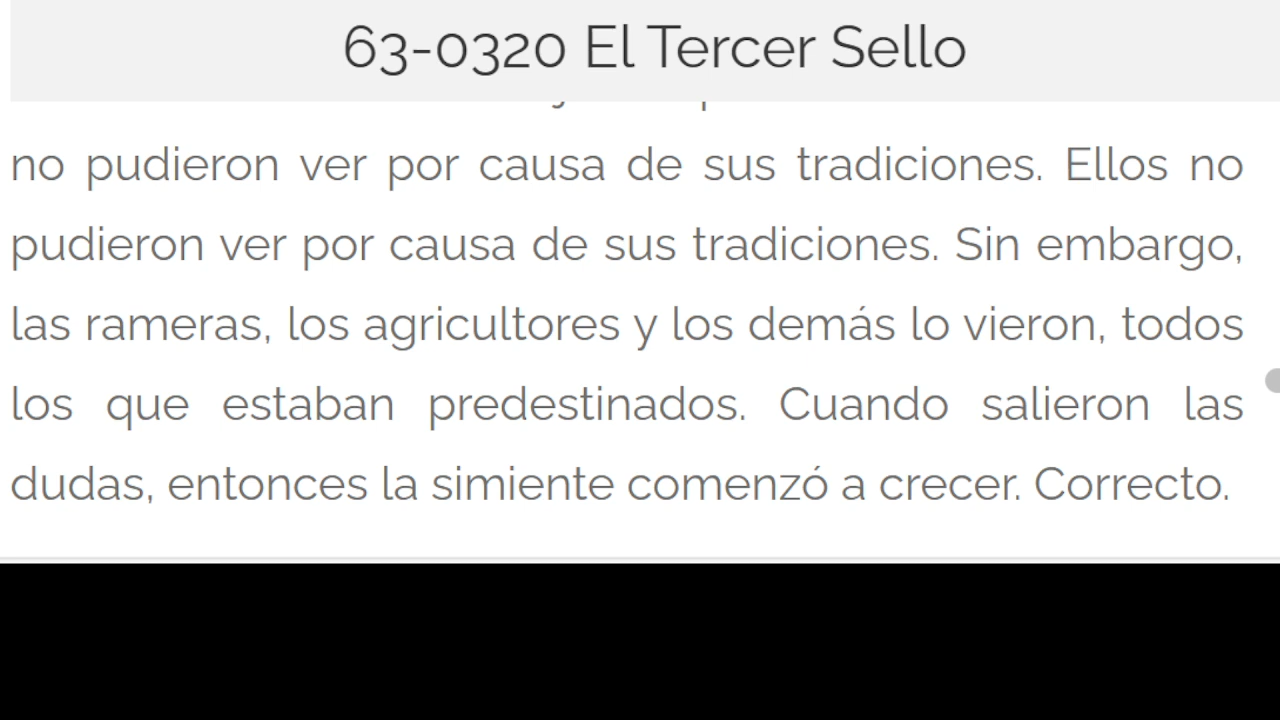 63-0320 El Tercer Sello
no pudieron ver por causa de sus tradiciones. Ellos no
pudieron ver por causa de sus tradiciones. Sin embargo,
las rameras, los agricultores y los demás lo vieron, todos
los que estaban predestinados. Cuando salieron las
dudas, entonces la simiente comenzó a crecer. Correcto.